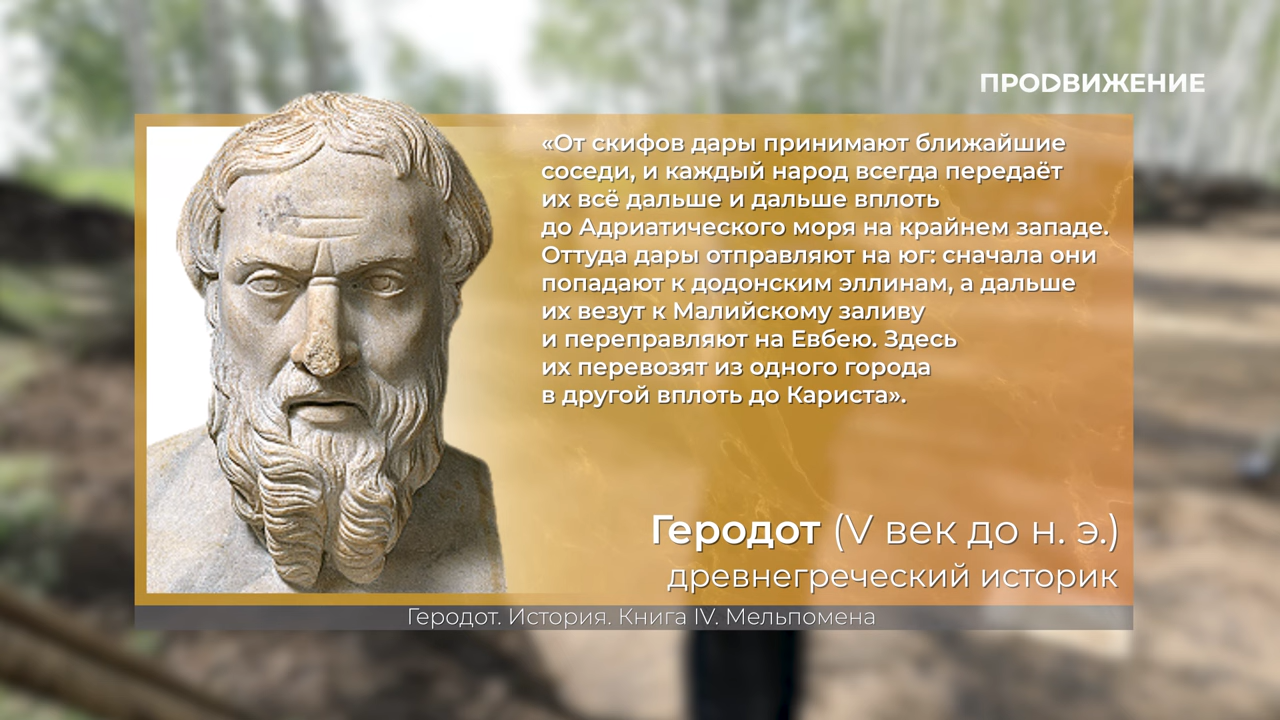 ПРОДВИЖЕНИЕ
«От скифов дары принимают ближайшие
соседи, и каждый народ всегда передаёт
их всё дальше и дальше вплоть
до Адриатического моря на крайнем западе.
Оттуда дары отправляют на юг: сначала они
попадают к додонским эллинам, а дальше
их везут к Малийскому заливу
и переправляют на Евбею. Здесь
их перевозят из одного города
в другой вплоть до Кариста».
Геродот (V век до н. э.)
древнегреческий историк
Геродот. История. Книга IV. Мельпомена